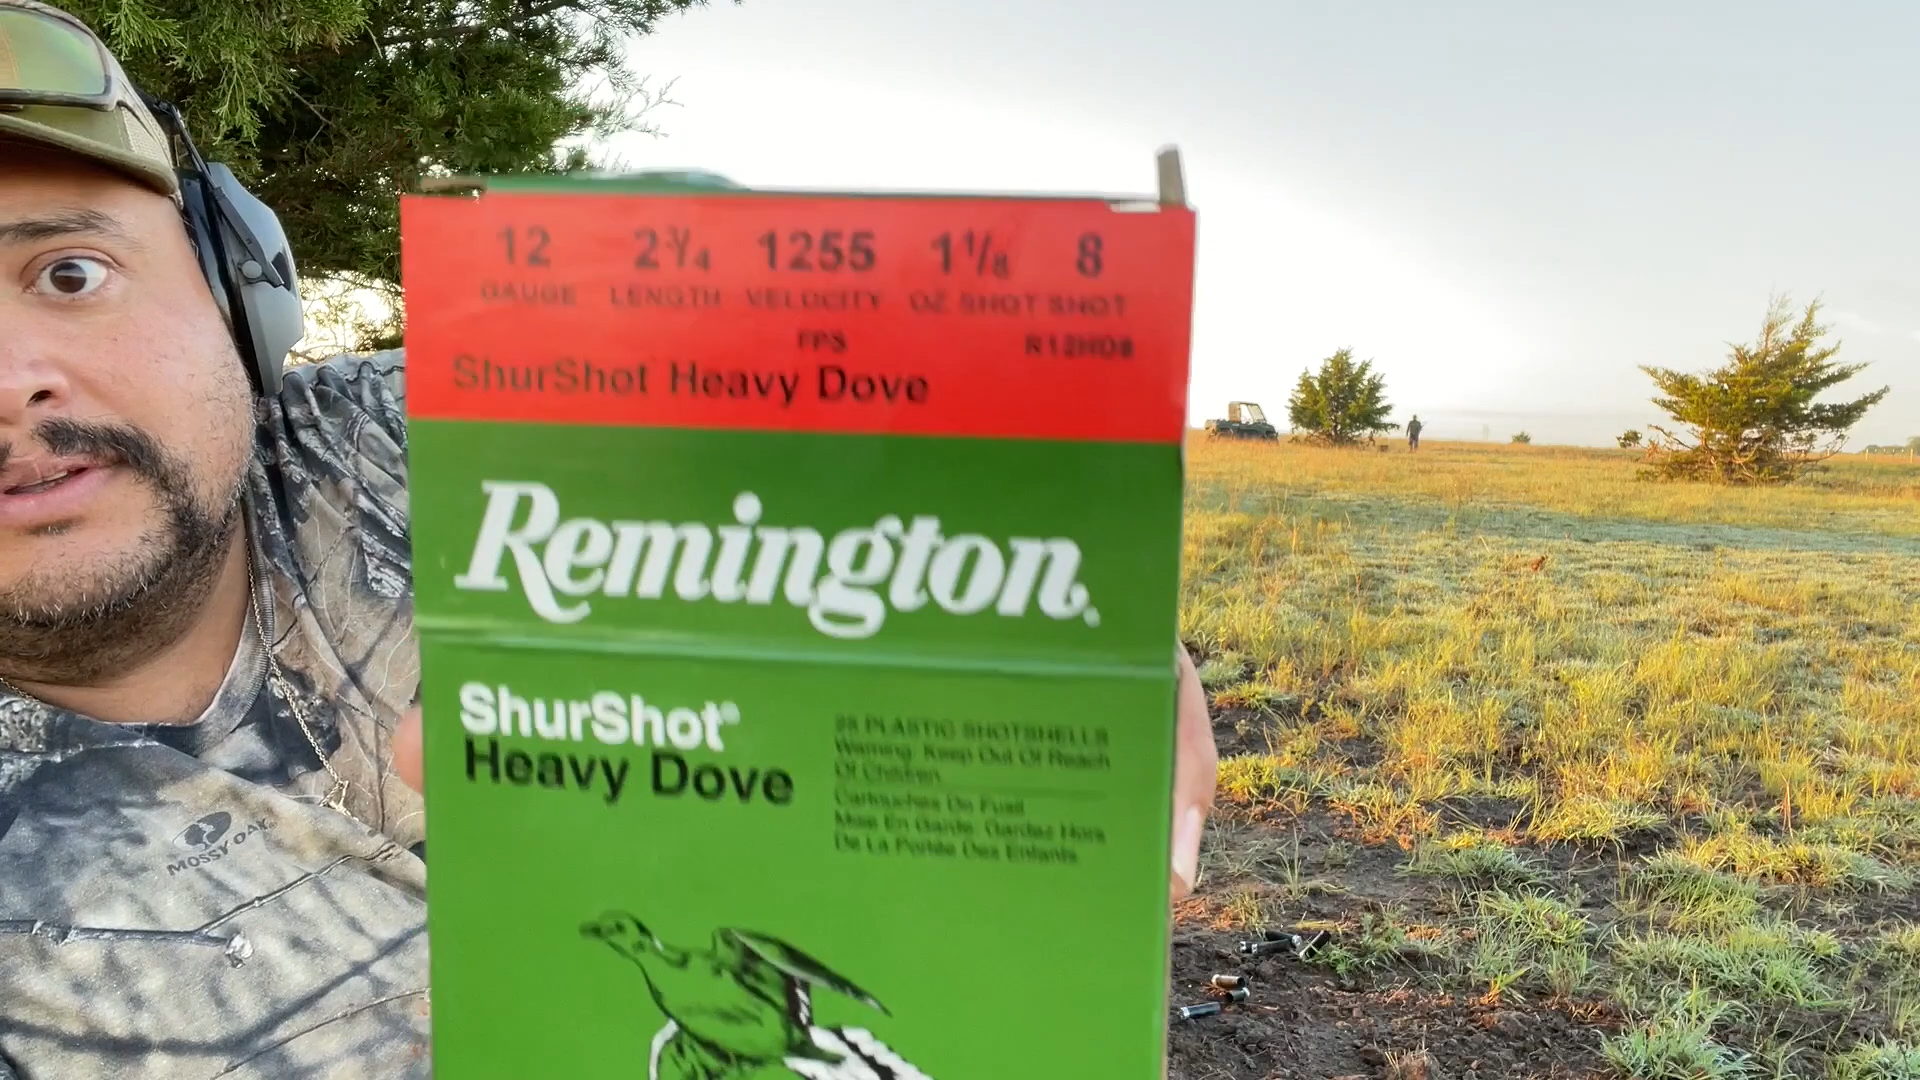 12 2¾ 1255 1⅛ 8
GAUGE LENGTH VELOCITY OZ SHOT SHOT
FPS R12HD8
ShurShot Heavy Dove
Remington.
ShurShot®
Heavy Dove
25 PLASTIC SHOTSHELLS
Warning: Keep Out Of Reach
Of Children
Cartouches De Fusil
Mise En Garde: Gardez Hors
De La Portée Des Enfants
MOSSY OAK